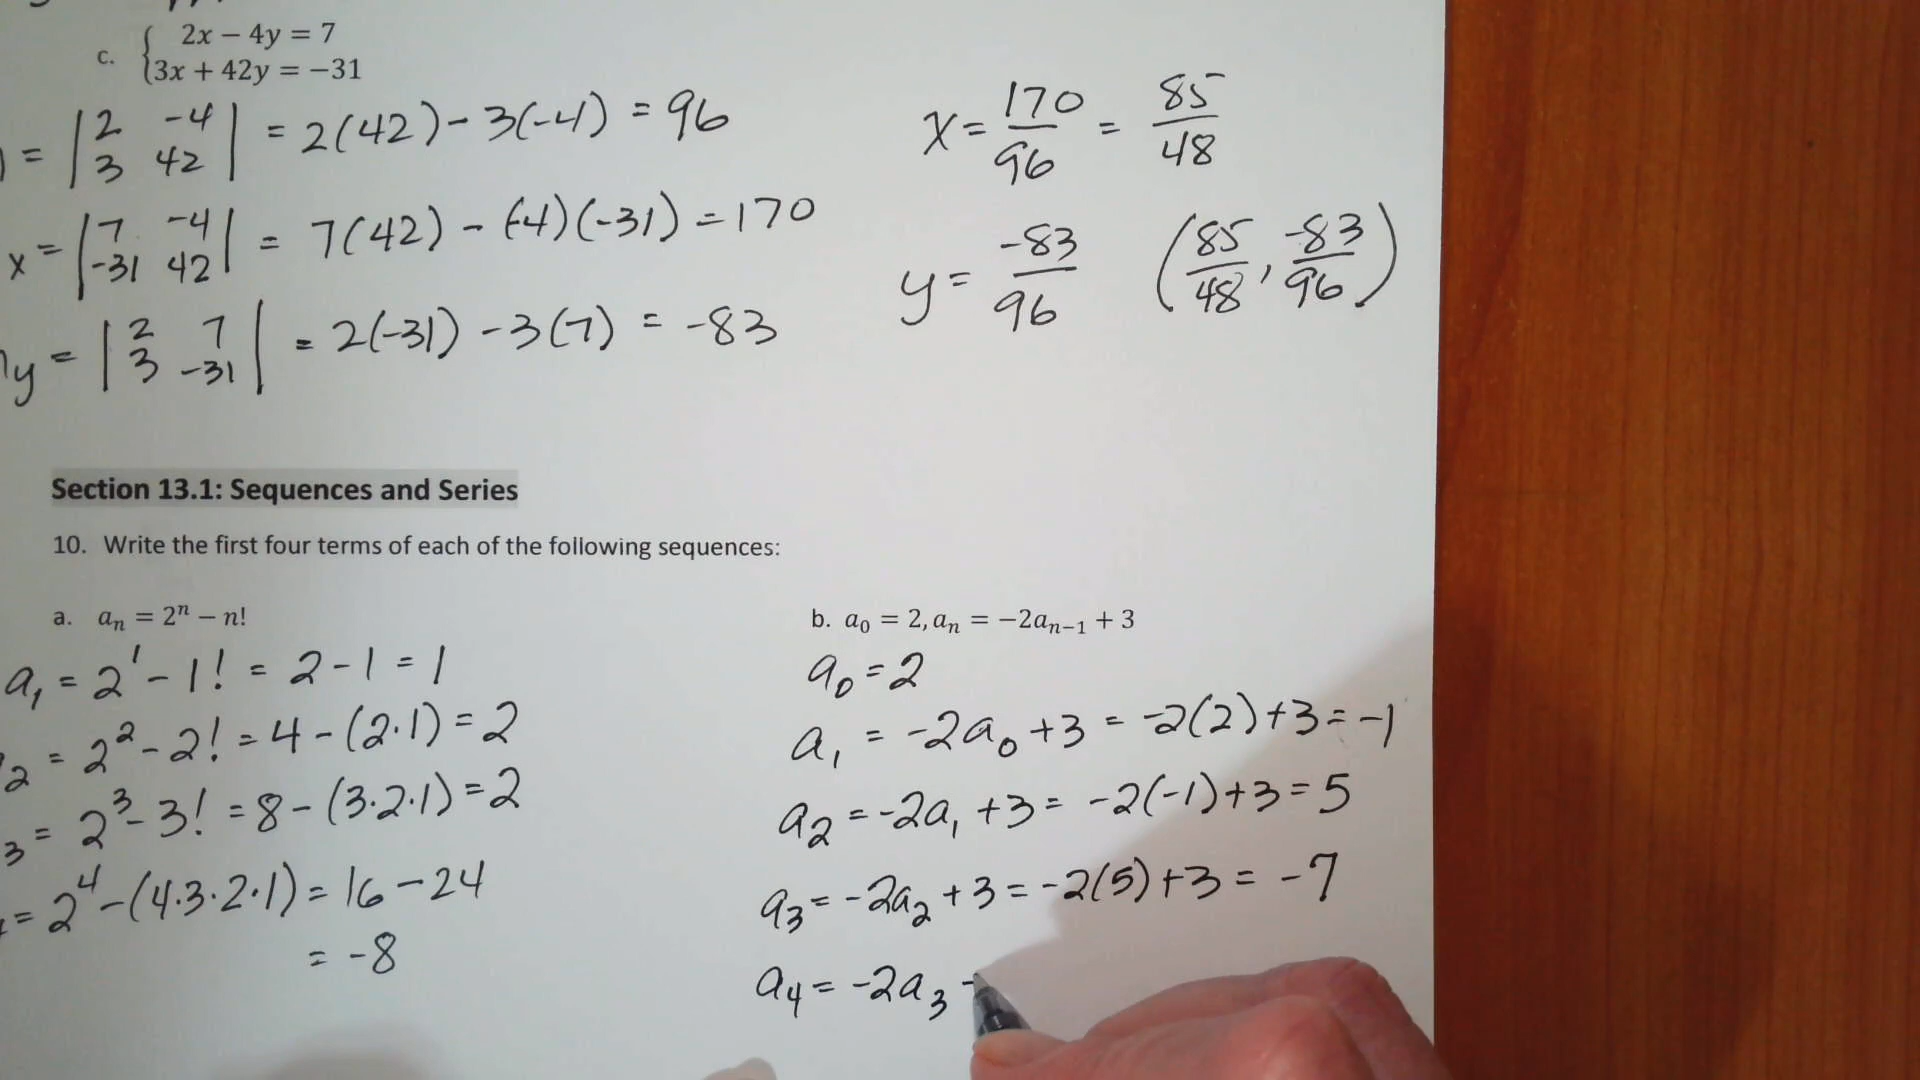 c. { 2x − 4y = 7
3x + 42y = −31
= | 2 -4 | = 2(42) - 3(-4) = 96
| 3 42 |
x = | 7 -4 | = 7(42) - (-4)(-31) = 170
| -31 42 |
y = | 2 7 | = 2(-31) - 3(7) = -83
| 3 -31 |
x = 170/96 = 85/48
y = -83/96 (85/48, -83/96)
Section 13.1: Sequences and Series
10. Write the first four terms of each of the following sequences:
a. aₙ = 2ⁿ − n!
a₁ = 2¹ - 1! = 2 - 1 = 1
₂ = 2² - 2! = 4 - (2·1) = 2
₃ = 2³ - 3! = 8 - (3·2·1) = 2
= 2⁴ - (4·3·2·1) = 16 - 24
= -8
b. a₀ = 2, aₙ = −2aₙ₋₁ + 3
a₀ = 2
a₁ = -2a₀ + 3 = -2(2) + 3 = -1
a₂ = -2a₁ + 3 = -2(-1) + 3 = 5
a₃ = -2a₂ + 3 = -2(5) + 3 = -7
a₄ = -2a₃ -